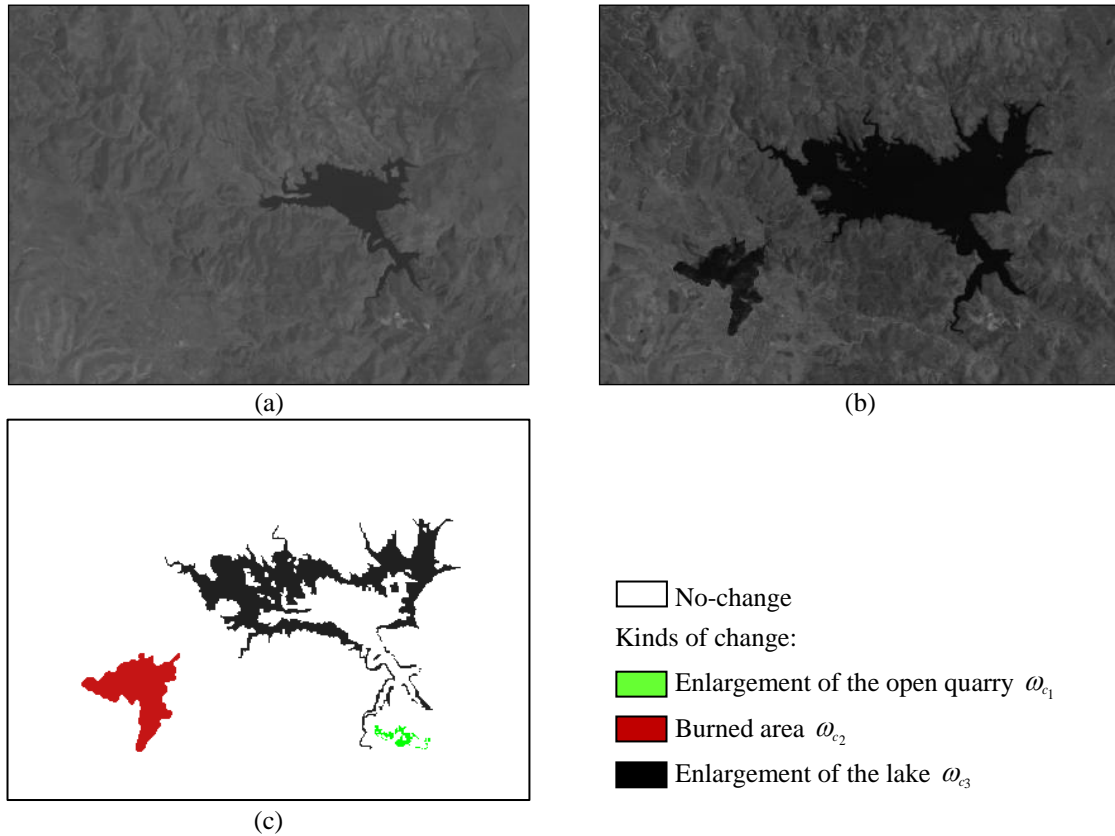 (a)
(b)
(c)
No-change
Kinds of change:
Enlargement of the open quarry ω_{c_1}
Burned area ω_{c_2}
Enlargement of the lake ω_{c_3}